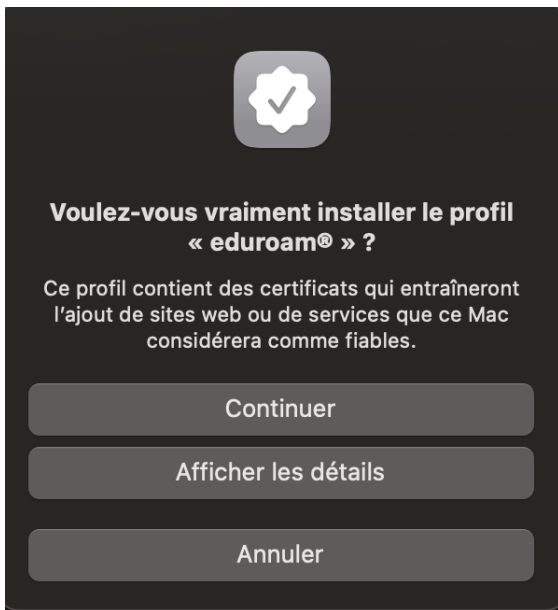 Voulez-vous vraiment installer le profil
« eduroam® » ?
Ce profil contient des certificats qui entraîneront
l’ajout de sites web ou de services que ce Mac
considérera comme fiables.
Continuer
Afficher les détails
Annuler